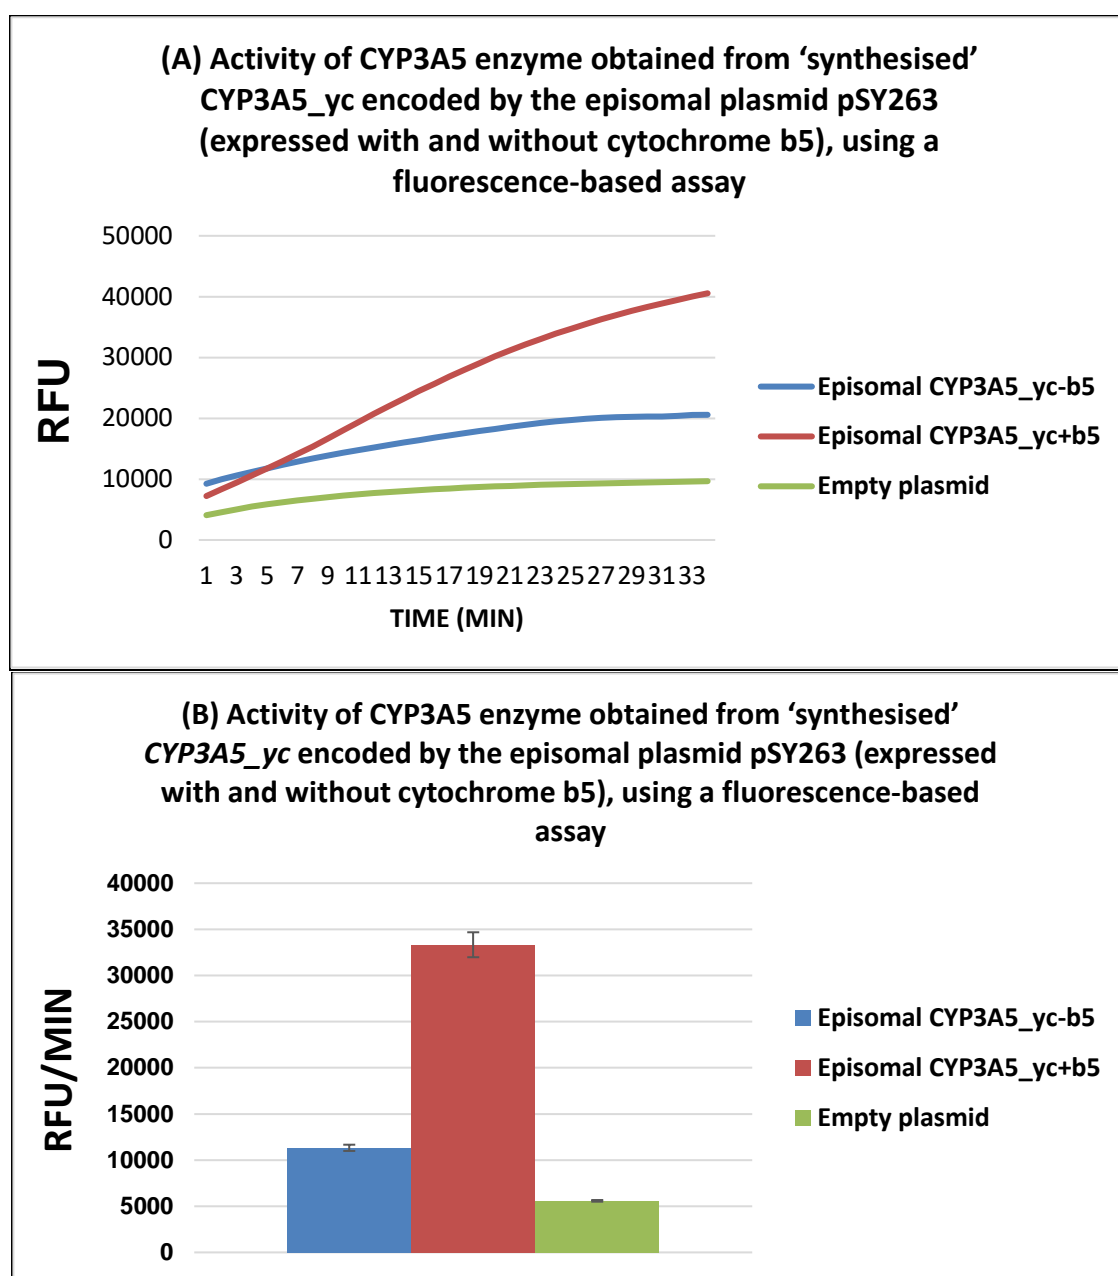 (A) Activity of CYP3A5 enzyme obtained from ‘synthesised’
CYP3A5_yc encoded by the episomal plasmid pSY263
(expressed with and without cytochrome b5), using a
fluorescence-based assay
50000
40000
30000
20000
10000
0
RFU
1 3 5 7 9 11 13 15 17 19 21 23 25 27 29 31 33
TIME (MIN)
Episomal CYP3A5_yc-b5
Episomal CYP3A5_yc+b5
Empty plasmid
(B) Activity of CYP3A5 enzyme obtained from ‘synthesised’
CYP3A5_yc encoded by the episomal plasmid pSY263 (expressed
with and without cytochrome b5), using a fluorescence-based
assay
40000
35000
30000
25000
20000
15000
10000
5000
0
RFU/MIN
Episomal CYP3A5_yc-b5
Episomal CYP3A5_yc+b5
Empty plasmid